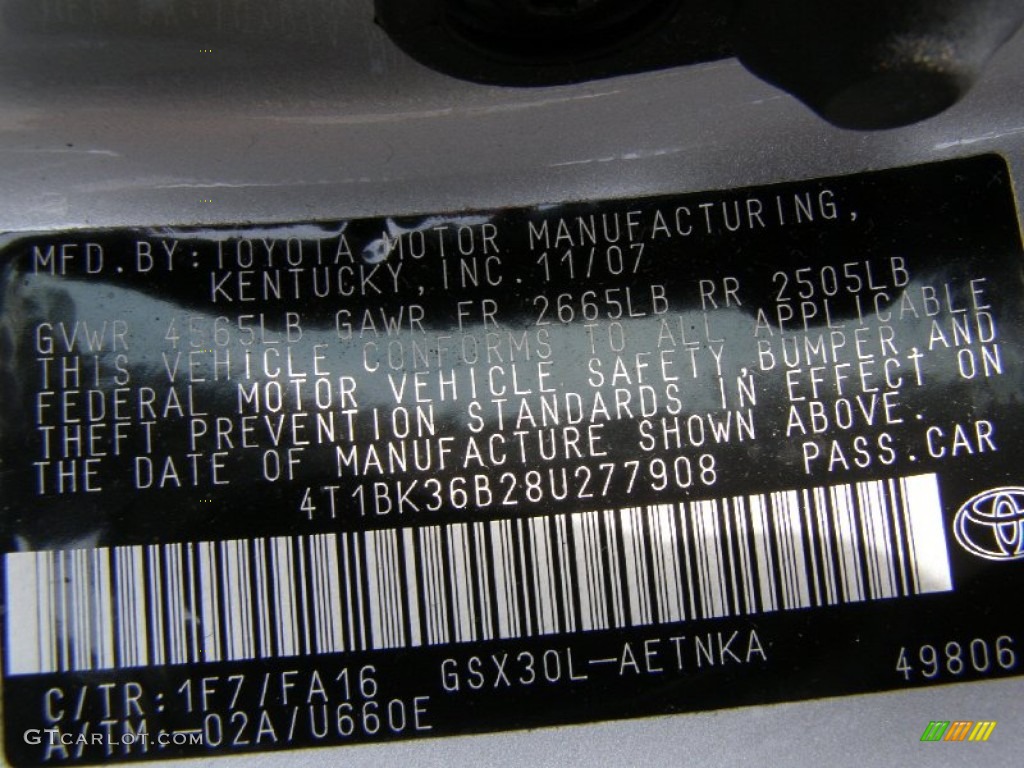 MFD.BY:TOYOTA MOTOR MANUFACTURING,
KENTUCKY,INC. 11/07
GVWR 4565LB GAWR FR 2665LB RR 2505LB
THIS VEHICLE CONFORMS TO ALL APPLICABLE
FEDERAL MOTOR VEHICLE SAFETY,BUMPER,AND
THEFT PREVENTION STANDARDS IN EFFECT ON
THE DATE OF MANUFACTURE SHOWN ABOVE.
4T1BK36B28U277908 PASS.CAR
C/TR:1F7/FA16 GSX30L-AETNKA 49806
A/TM:-02A/U660E
GTcarlot.com